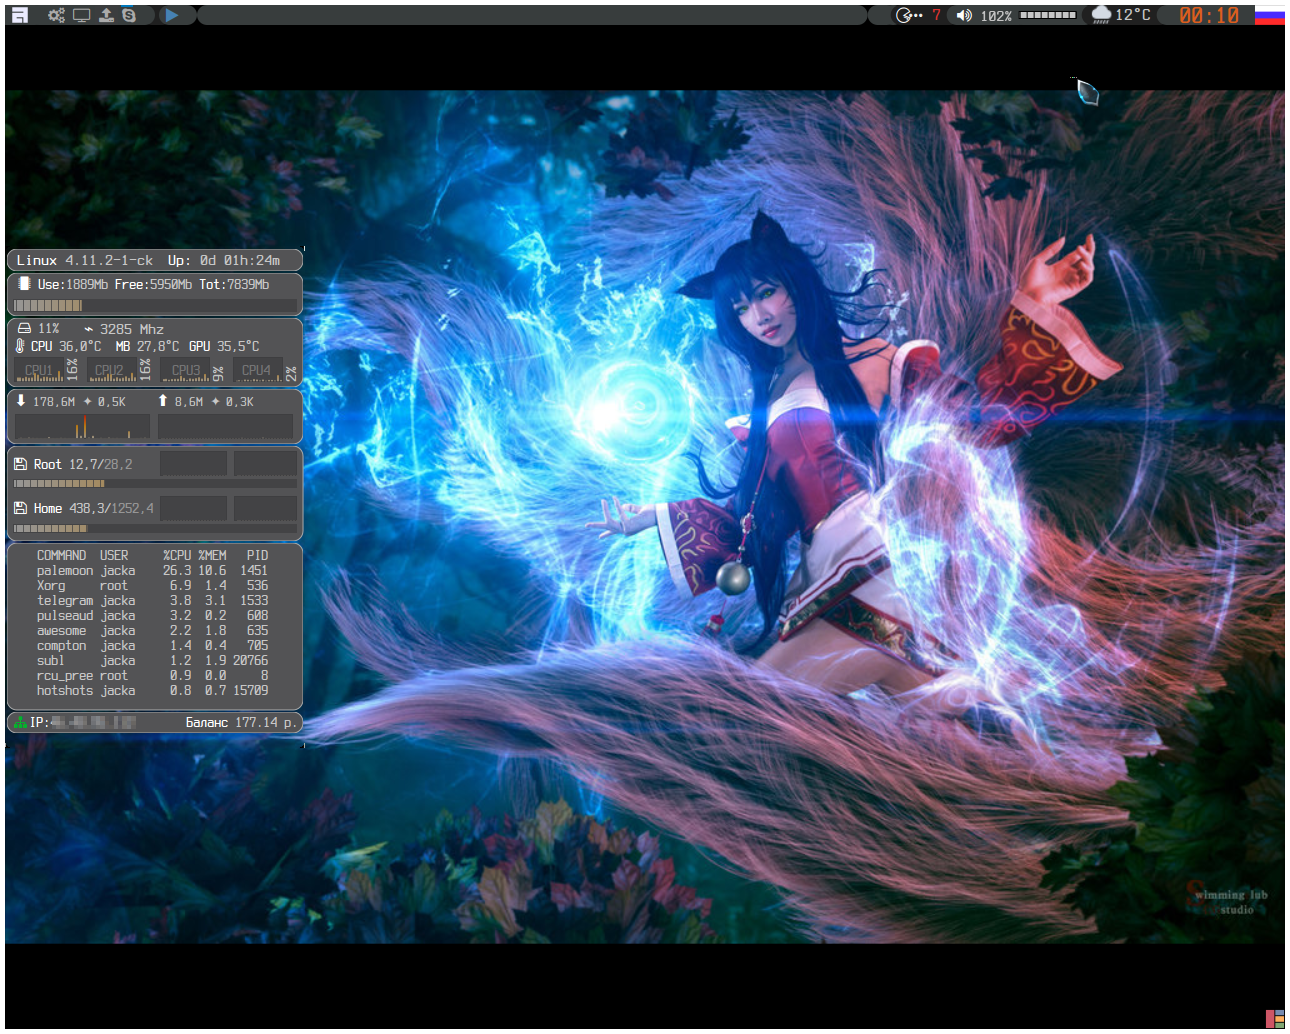 7 102% 12°C 00:10
Linux 4.11.2-1-ck Up: 0d 01h:24m
Use:1889Mb Free:5950Mb Tot:7839Mb
11% 3285 Mhz
CPU 36,0°C MB 27,8°C GPU 35,5°C
CPU1 16% CPU2 16% CPU3 9% CPU4 2%
178,6M 0,5K 8,6M 0,3K
Root 12,7/28,2
Home 438,3/1252,4
COMMAND USER %CPU %MEM PID
palemoon jacka 26.3 10.6 1451
Xorg root 6.9 1.4 536
telegram jacka 3.8 3.1 1533
pulseaud jacka 3.2 0.2 608
awesome jacka 2.2 1.8 635
compton jacka 1.4 0.4 705
subl jacka 1.2 1.9 20766
rcu_pree root 0.9 0.0 8
hotshots jacka 0.8 0.7 15709
IP: Баланс 177.14 р.
Swimming lub
studio